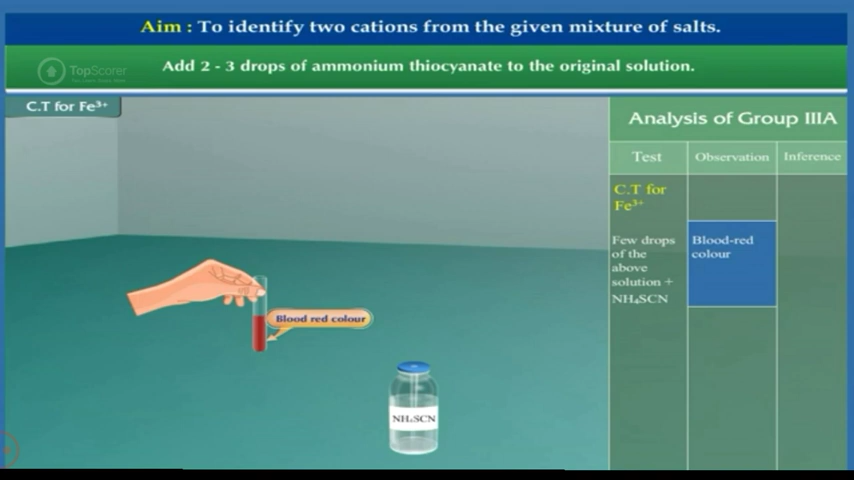 Aim : To identify two cations from the given mixture of salts.
TopScorer
Add 2 - 3 drops of ammonium thiocyanate to the original solution.
C.T for Fe³⁺
Analysis of Group IIIA
Test Observation Inference
C.T for
Fe³⁺
Few drops
of the
above
solution +
NH₄SCN
Blood-red
colour
Blood red colour
NH₄SCN